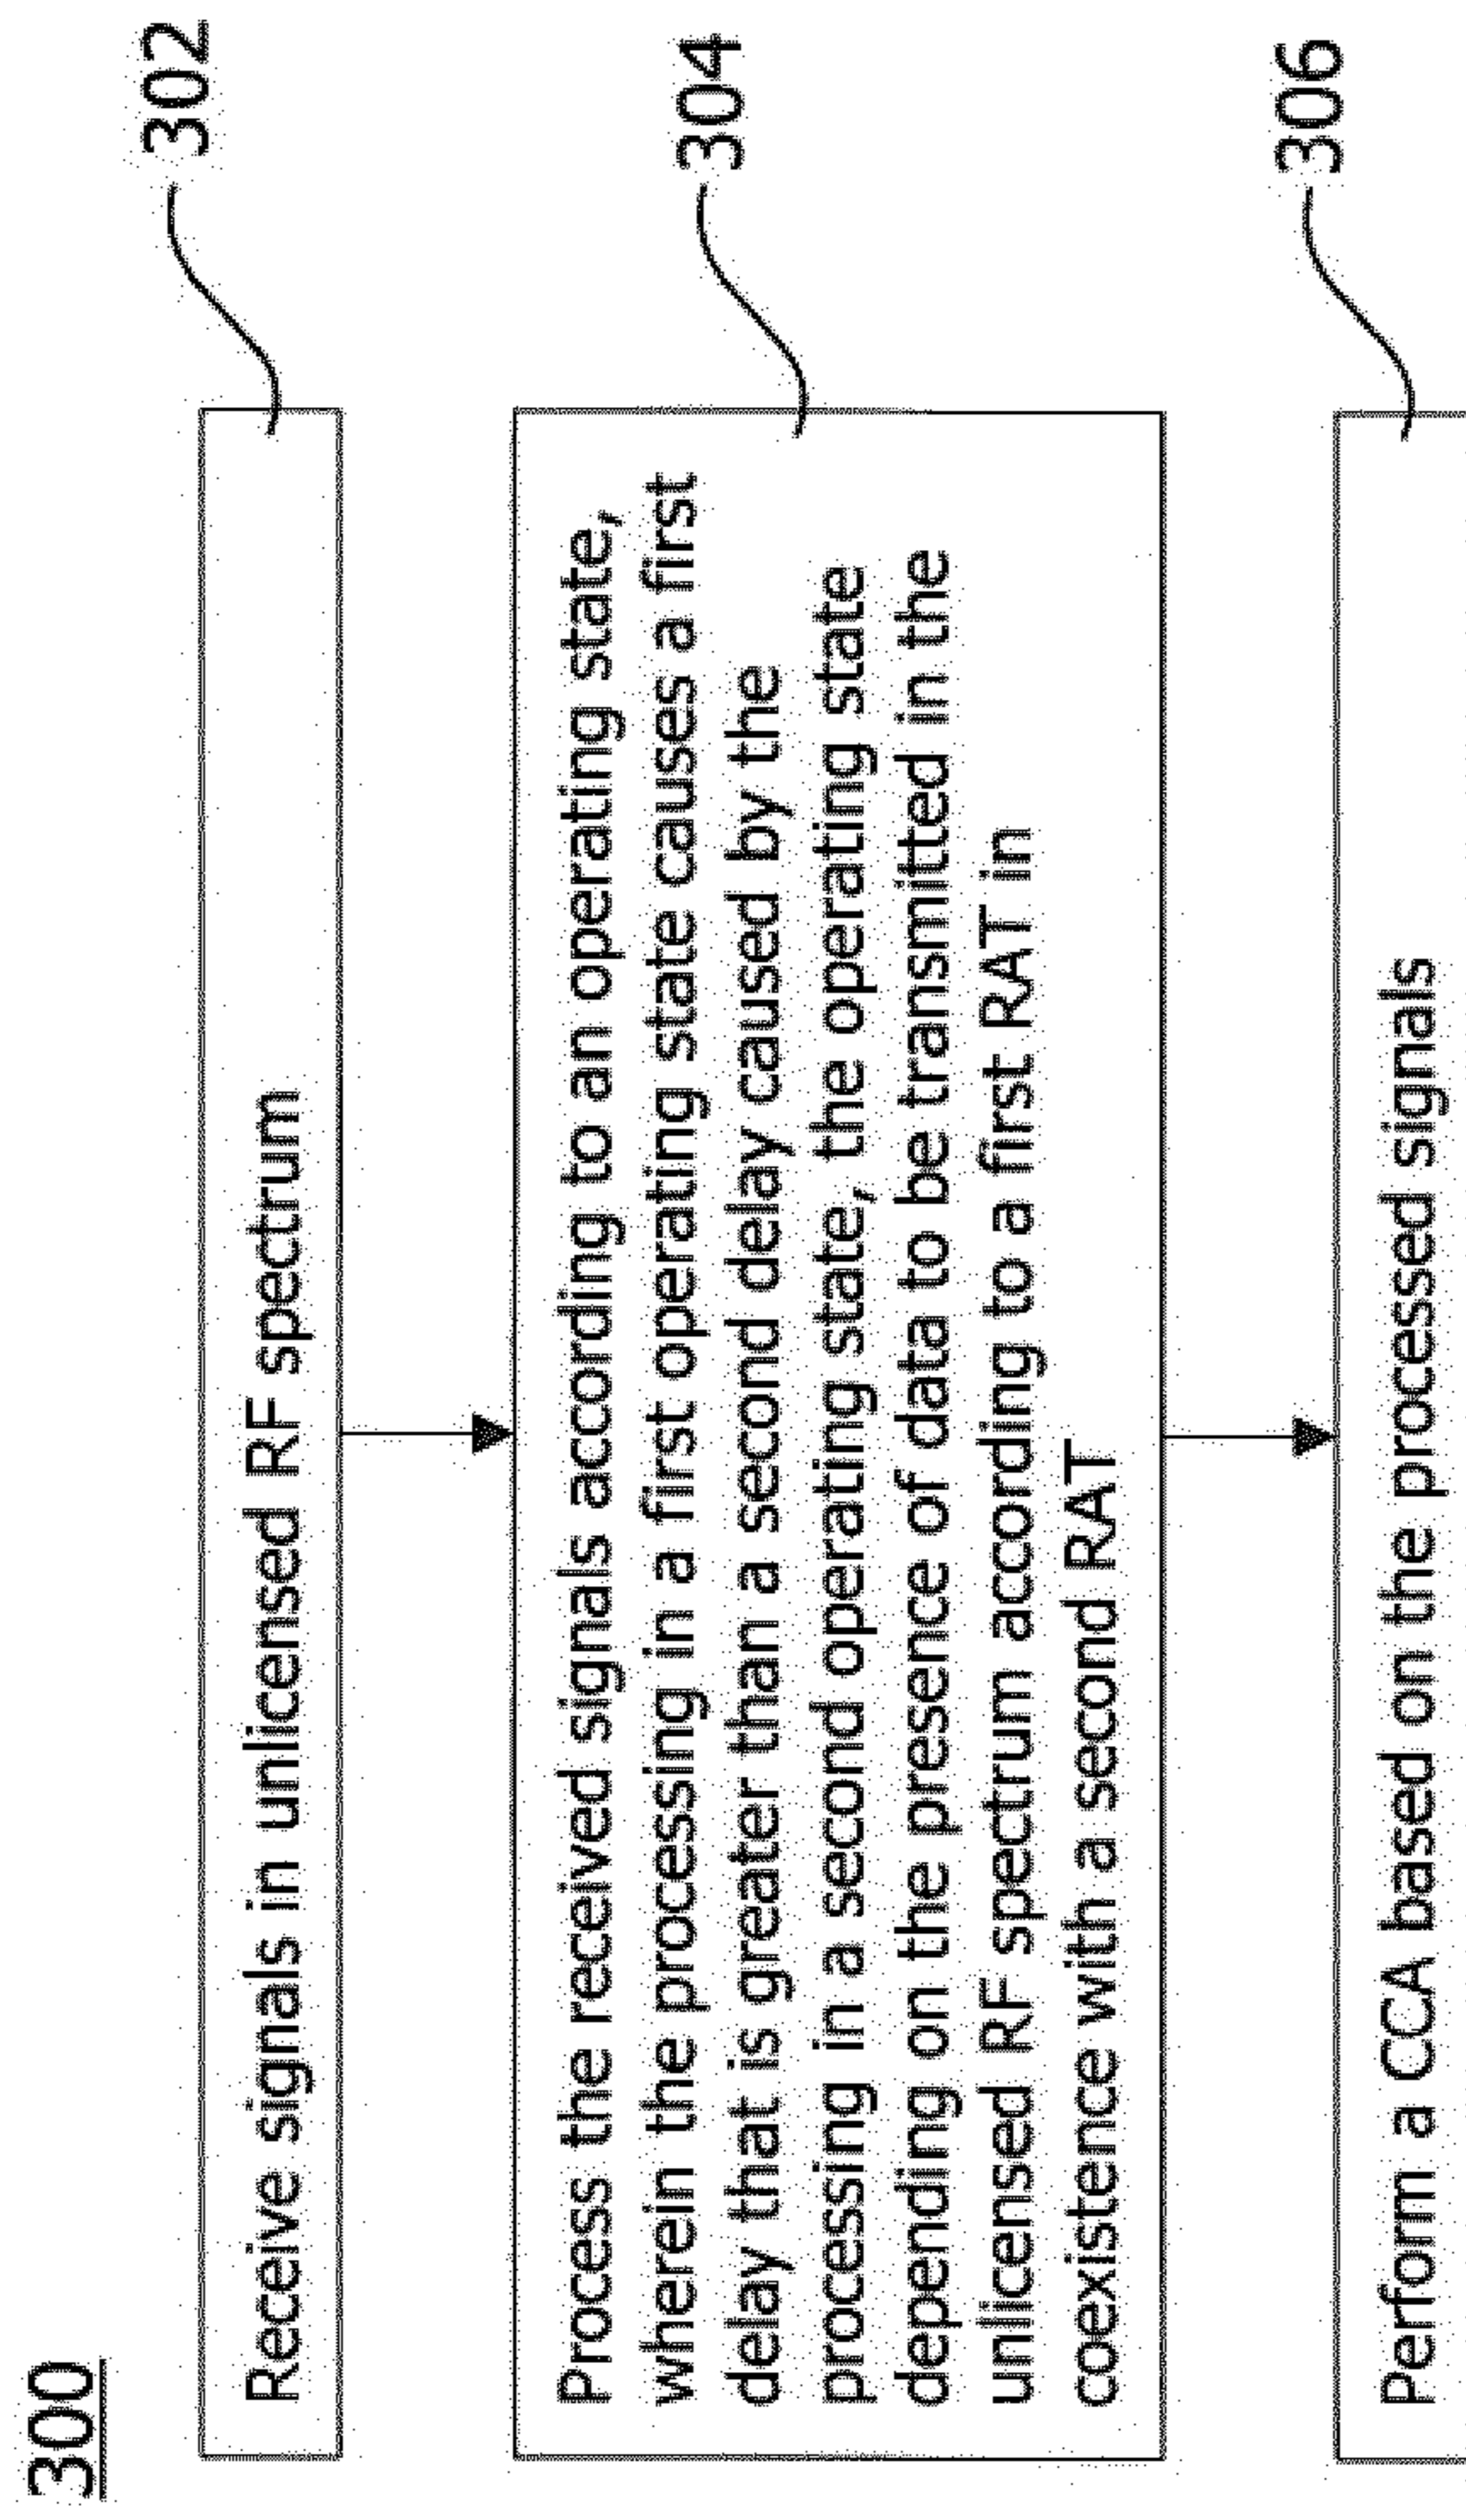 300
Receive signals in unlicensed RF spectrum
302
Process the received signals according to an operating state,
wherein the processing in a first operating state causes a first
delay that is greater than a second delay caused by the
processing in a second operating state, the operating state
depending on the presence of data to be transmitted in the
unlicensed RF spectrum according to a first RAT in
coexistence with a second RAT
304
Perform a CCA based on the processed signals
306